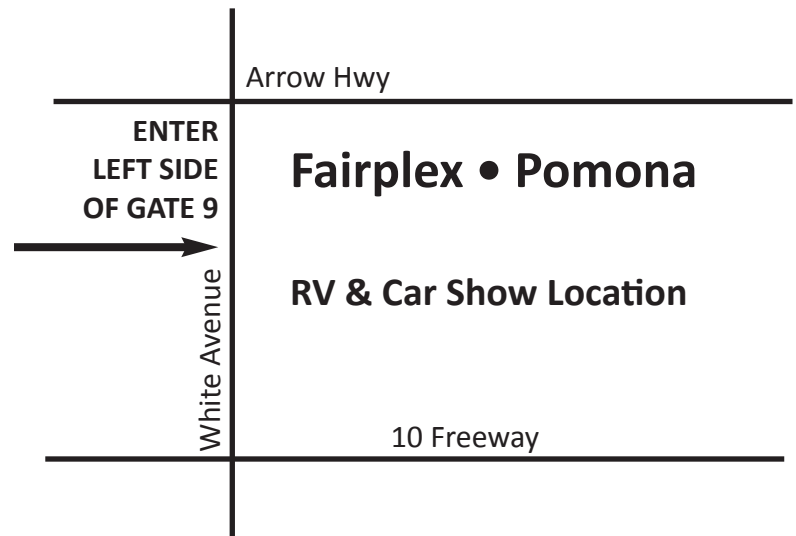 Arrow Hwy
ENTER
LEFT SIDE
OF GATE 9
Fairplex • Pomona
RV & Car Show Location
White Avenue
10 Freeway